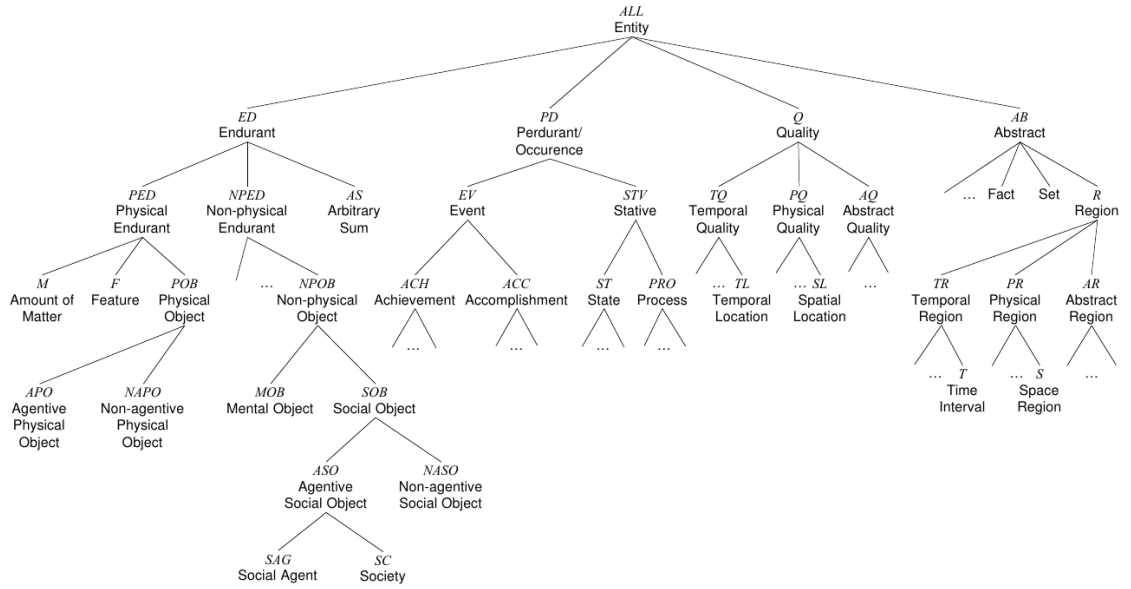 ALL
Entity
ED
Endurant
PD
Perdurant/
Occurence
Q
Quality
AB
Abstract
PED
Physical
Endurant
NPED
Non-physical
Endurant
AS
Arbitrary
Sum
EV
Event
STV
Stative
TQ
Temporal
Quality
PQ
Physical
Quality
AQ
Abstract
Quality
... Fact
Set
R
Region
M
Amount of
Matter
F
Feature
POB
Physical
Object
...
NPOB
Non-physical
Object
ACH
Achievement
ACC
Accomplishment
ST
State
PRO
Process
... TL
Temporal
Location
... SL
Spatial
Location
...
TR
Temporal
Region
PR
Physical
Region
AR
Abstract
Region
...
...
...
...
... T
Time
Interval
... S
Space
Region
...
APO
Agentive
Physical
Object
NAPO
Non-agentive
Physical
Object
MOB
Mental Object
SOB
Social Object
ASO
Agentive
Social Object
NASO
Non-agentive
Social Object
SAG
Social Agent
SC
Society